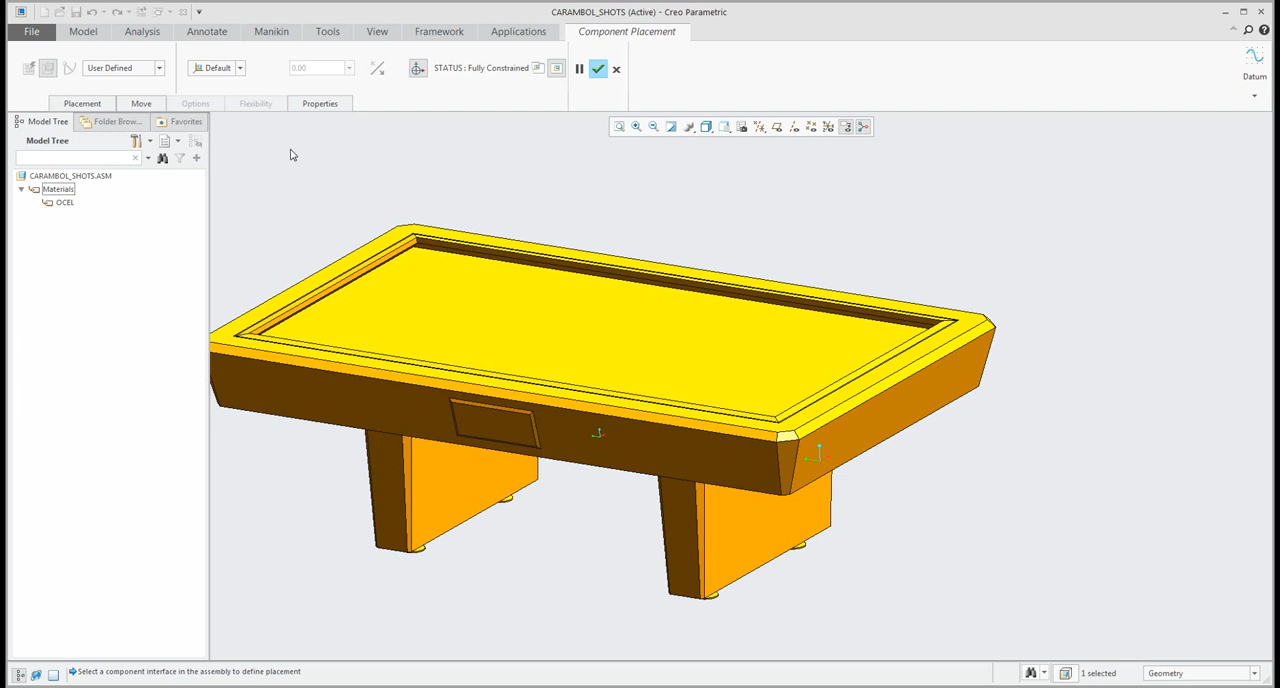 CARAMBOL_SHOTS (Active) - Creo Parametric
File Model Analysis Annotate Manikin Tools View Framework Applications Component Placement
User Defined Default 0.00 STATUS : Fully Constrained Datum
Placement Move Options Flexibility Properties
Model Tree Folder Brow... Favorites
Model Tree
CARAMBOL_SHOTS.ASM
Materials
OCEL
Select a component interface in the assembly to define placement 1 selected Geometry